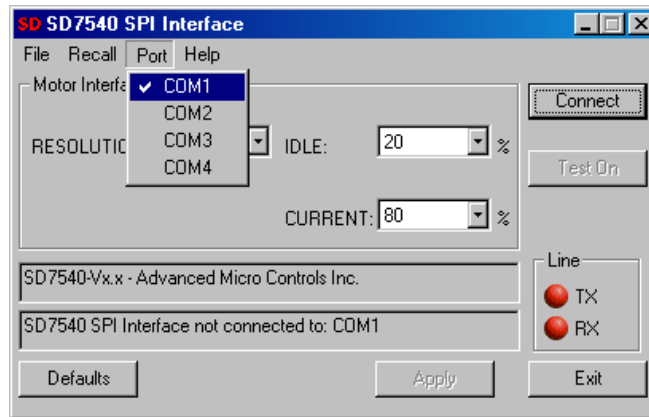 SD SD7540 SPI Interface
File Recall Port Help
Motor Interfa
COM1
COM2
COM3
COM4
RESOLUTIO
IDLE: 20 %
CURRENT: 80 %
Connect
Test On
SD7540-Vx.x - Advanced Micro Controls Inc.
SD7540 SPI Interface not connected to: COM1
Line
TX
RX
Defaults
Apply
Exit